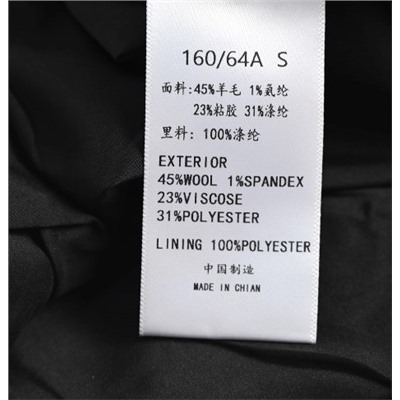 160/64A S
面料:45%羊毛 1%氨纶
23%粘胶 31%涤纶
里料: 100%涤纶
EXTERIOR
45%WOOL 1%SPANDEX
23%VISCOSE
31%POLYESTER
LINING 100%POLYESTER
中国制造
MADE IN CHIAN